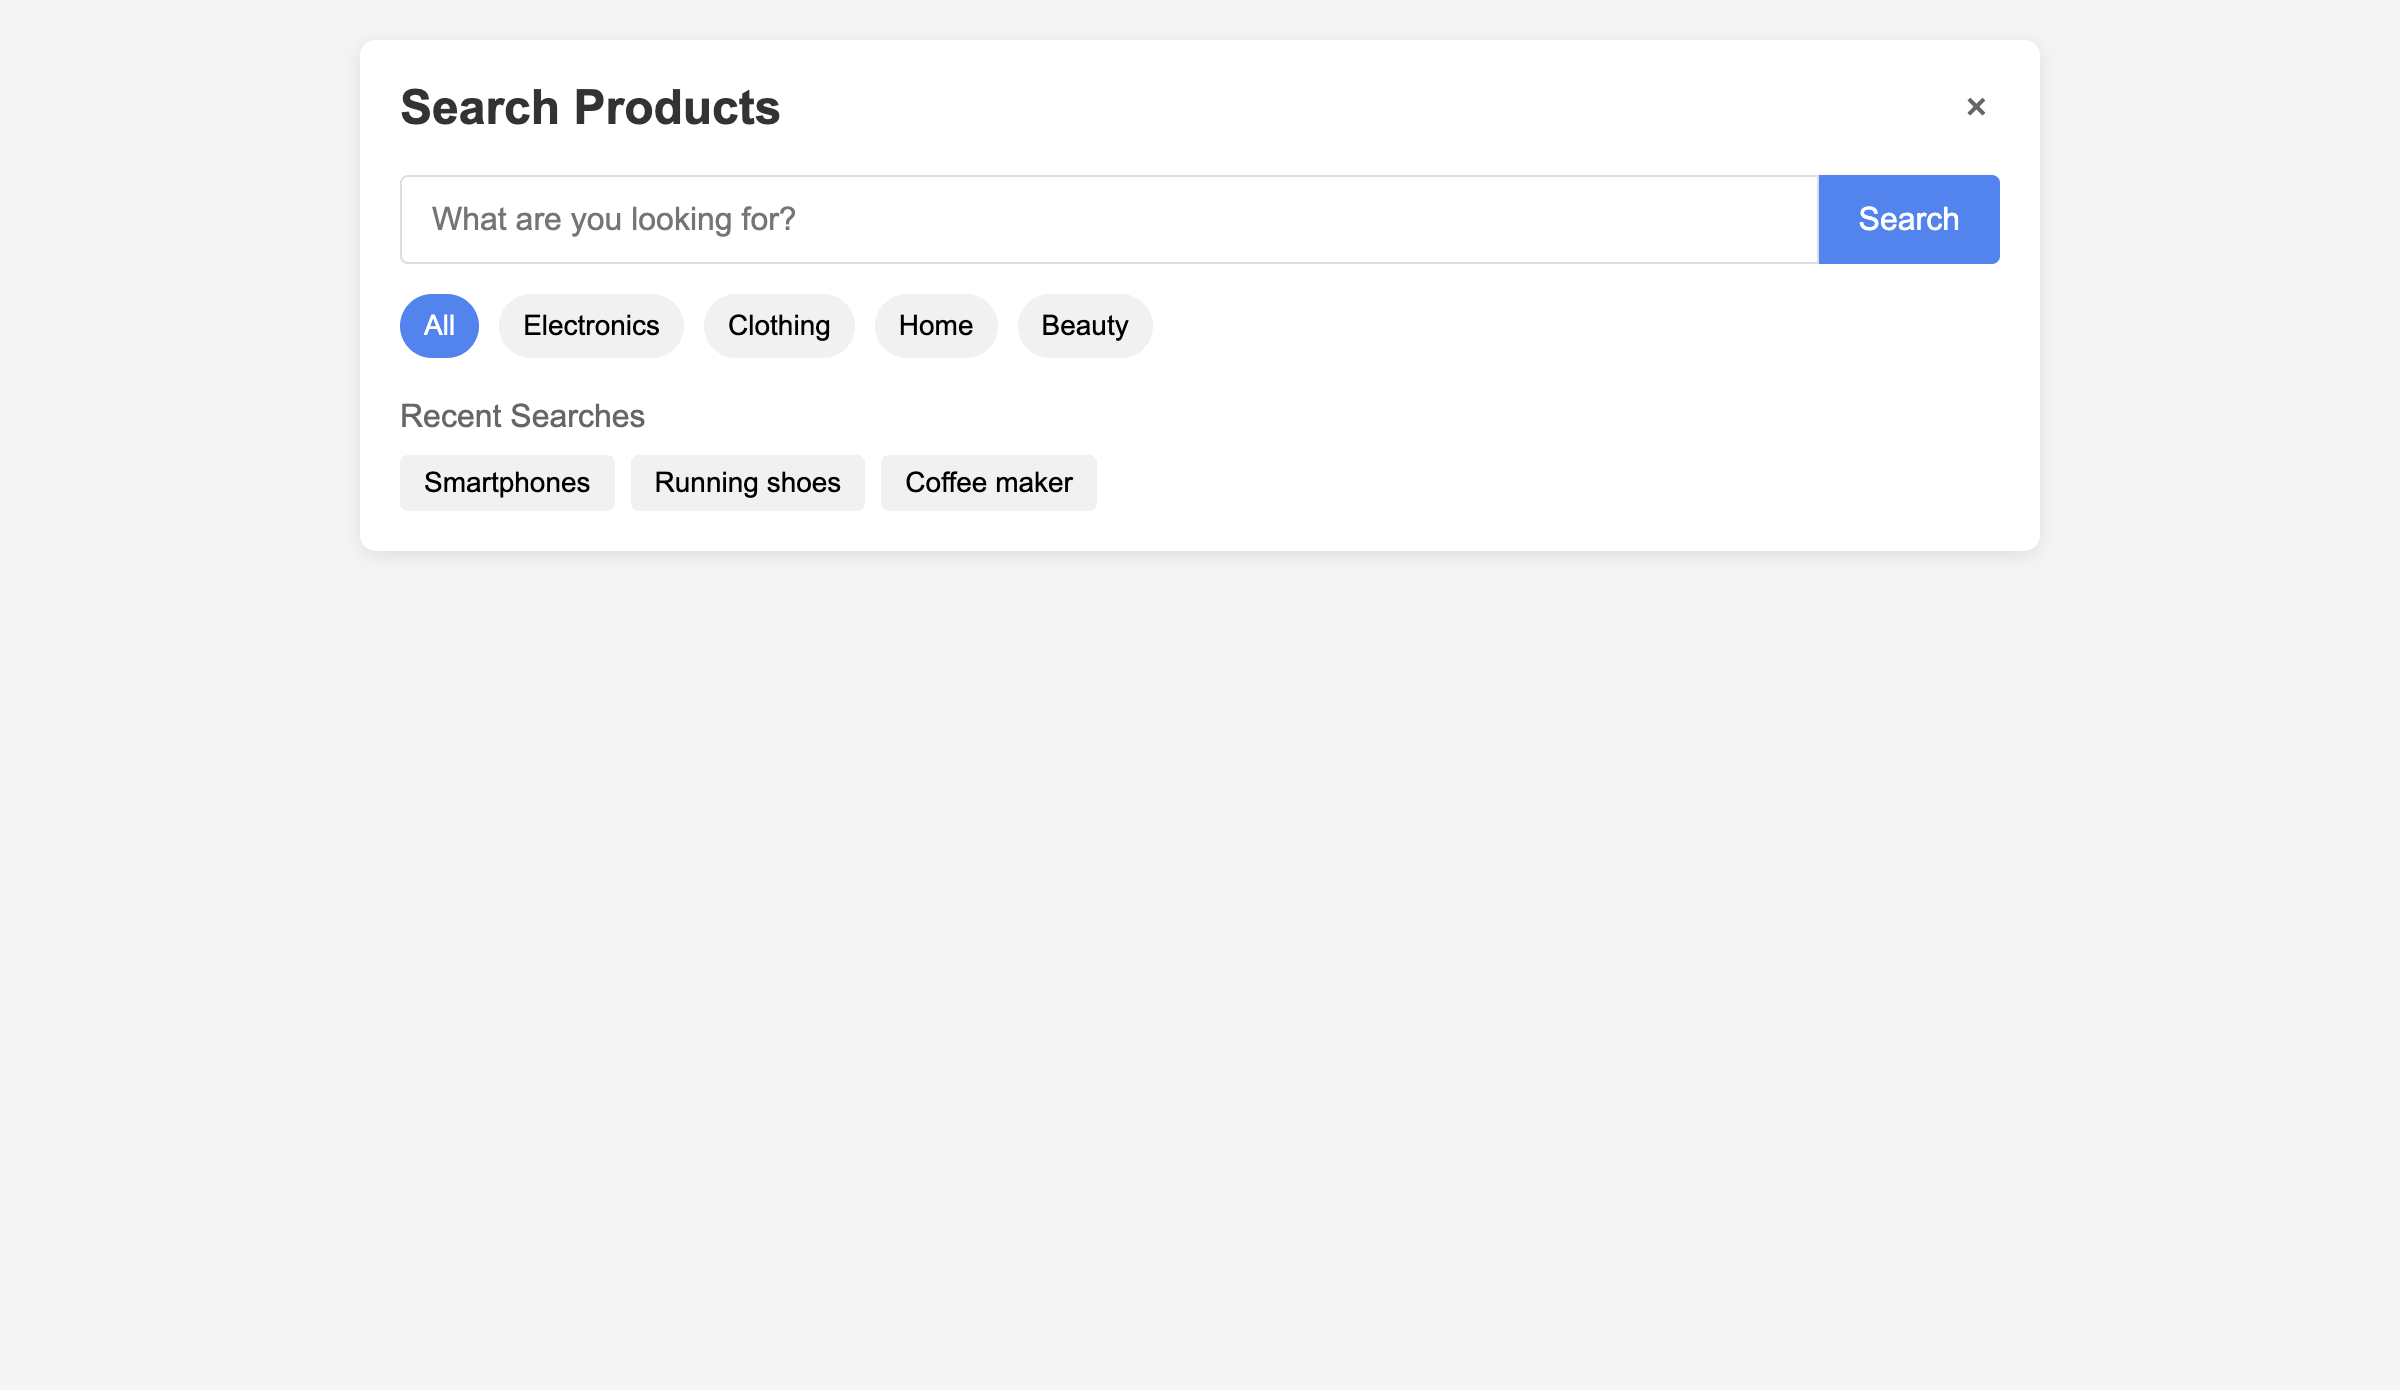 Search Products ×
What are you looking for? Search
All Electronics Clothing Home Beauty
Recent Searches
Smartphones Running shoes Coffee maker